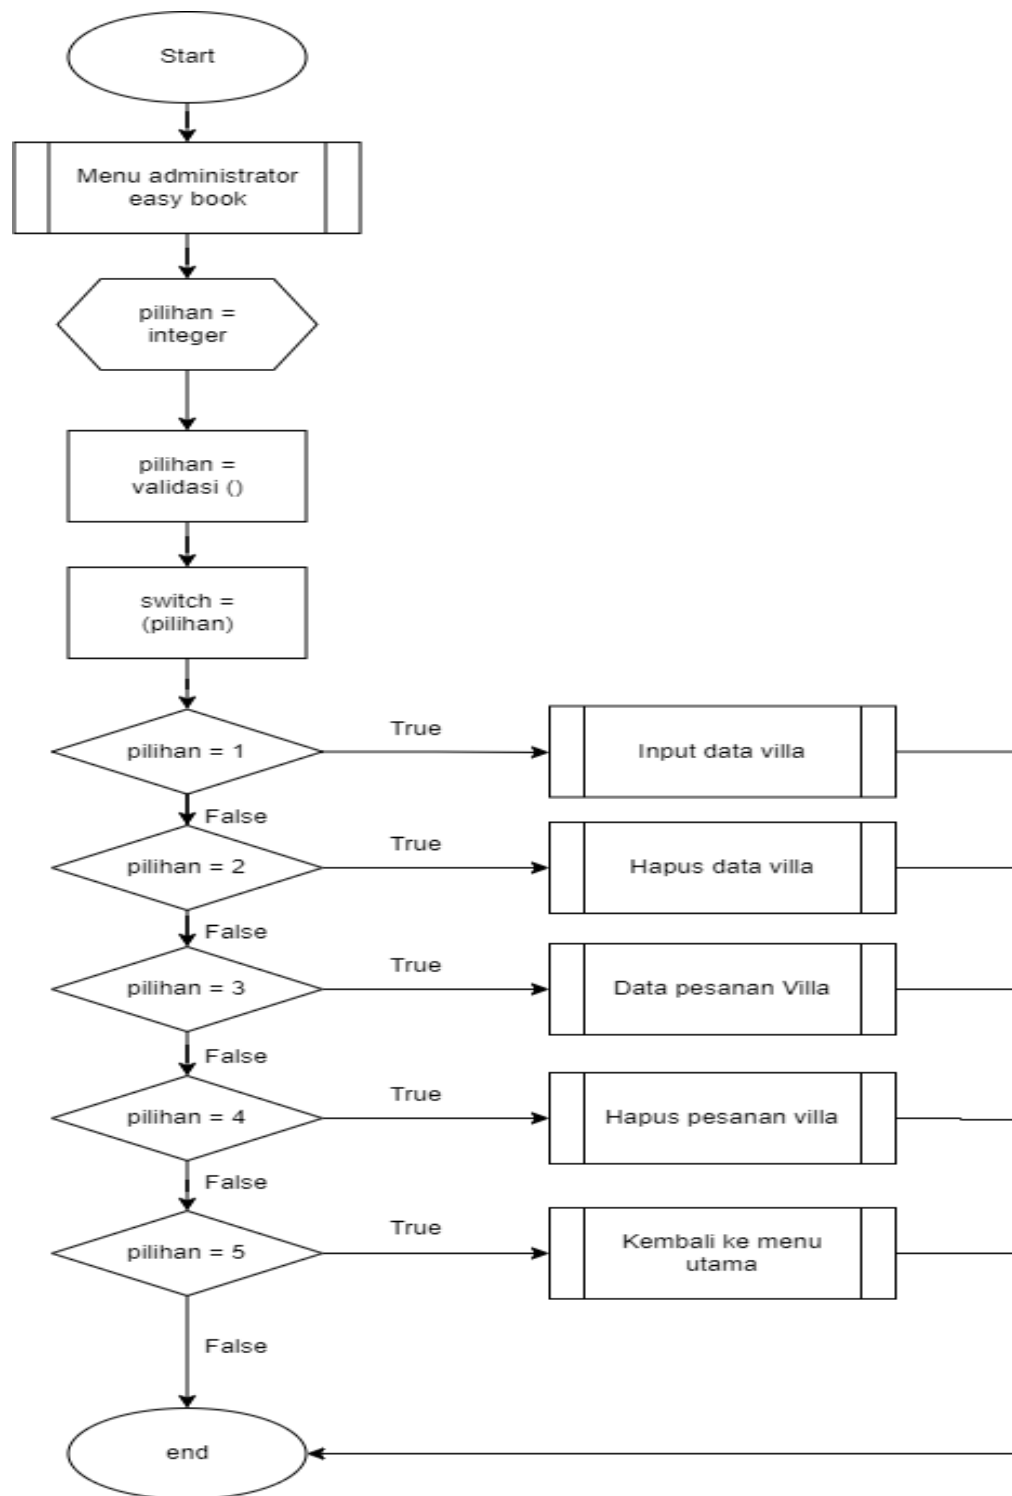 Start
Menu administrator
easy book
pilihan =
integer
pilihan =
validasi ()
switch =
(pilihan)
pilihan = 1
True
Input data villa
False
pilihan = 2
True
Hapus data villa
False
pilihan = 3
True
Data pesanan Villa
False
pilihan = 4
True
Hapus pesanan villa
False
pilihan = 5
True
Kembali ke menu
utama
False
end